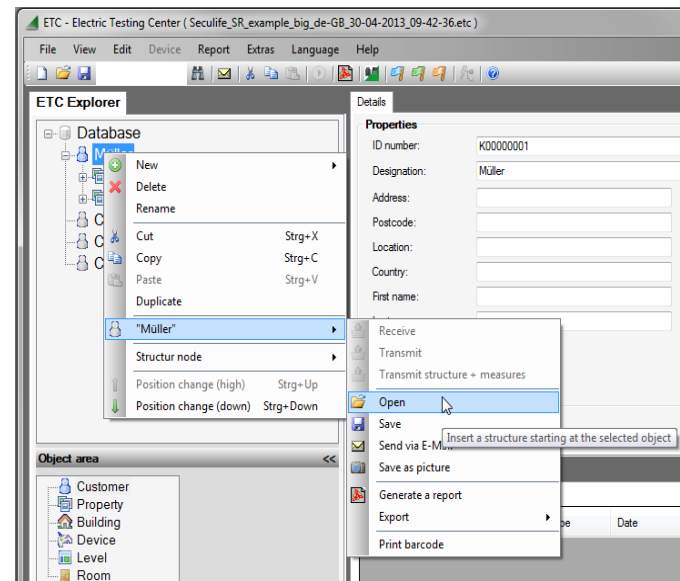 ETC - Electric Testing Center ( Seculife_SR_example_big_de-GB_30-04-2013_09-42-36.etc )
File View Edit Device Report Extras Language Help
ETC Explorer
Database
Müller
New
Delete
Rename
Cut Strg+X
Copy Strg+C
Paste Strg+V
Duplicate
"Müller"
Structur node
Position change (high) Strg+Up
Position change (down) Strg+Down
C
C
C
Details
Properties
ID number: K00000001
Designation: Müller
Address:
Postcode:
Location:
Country:
First name:
Receive
Transmit
Transmit structure + measures
Open
Save
Send via E-M
Insert a structure starting at the selected object
Save as picture
Generate a report
Export
Print barcode
Date
Object area <<
Customer
Property
Building
Device
Level
Room